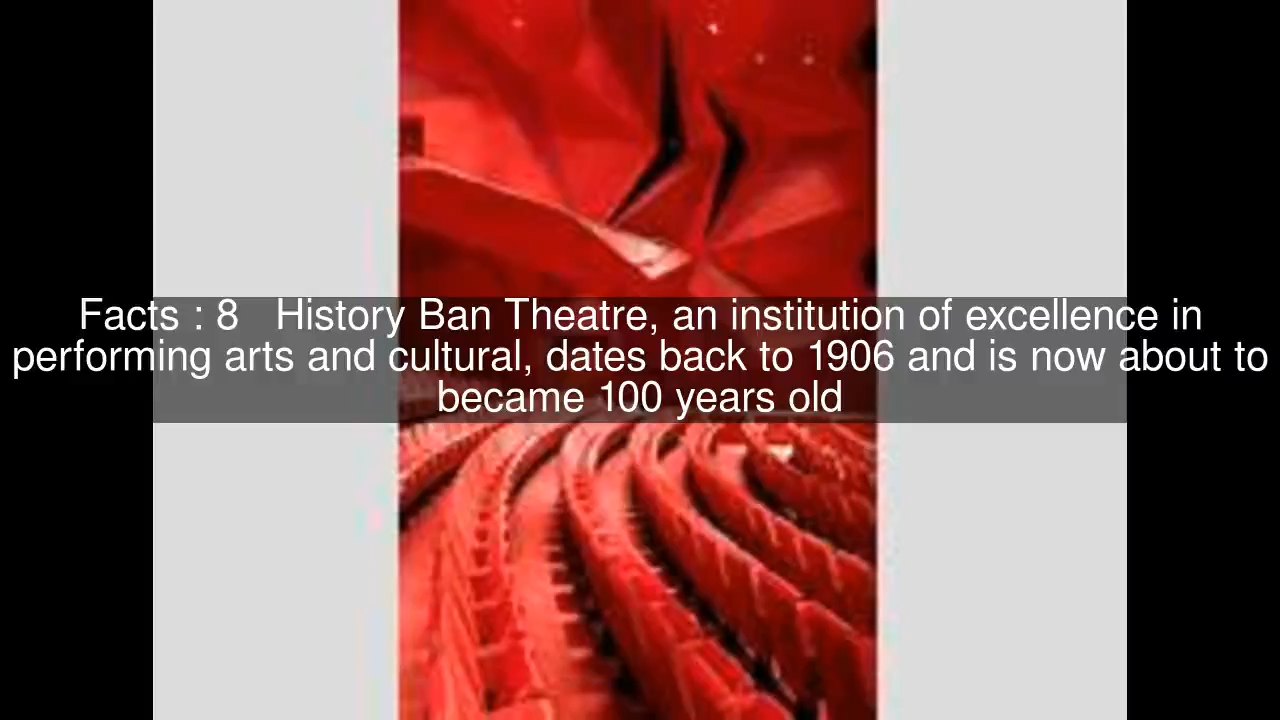 Facts : 8   History Ban Theatre, an institution of excellence in
performing arts and cultural, dates back to 1906 and is now about to
became 100 years old